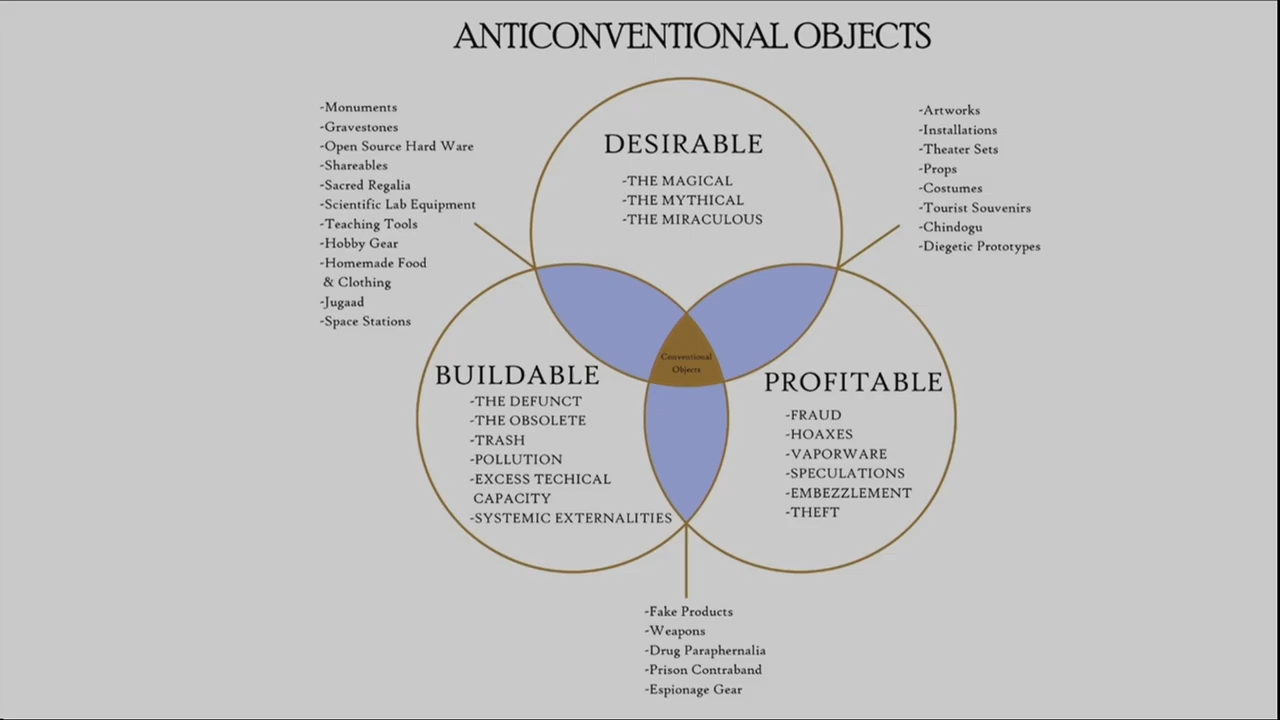 ANTICONVENTIONAL OBJECTS
-Monuments
-Gravestones
-Open Source Hard Ware
-Shareables
-Sacred Regalia
-Scientific Lab Equipment
-Teaching Tools
-Hobby Gear
-Homemade Food
& Clothing
-Jugaad
-Space Stations
DESIRABLE
-THE MAGICAL
-THE MYTHICAL
-THE MIRACULOUS
-Artworks
-Installations
-Theater Sets
-Props
-Costumes
-Tourist Souvenirs
-Chindogu
-Diegetic Prototypes
Conventional
Objects
BUILDABLE
-THE DEFUNCT
-THE OBSOLETE
-TRASH
-POLLUTION
-EXCESS TECHICAL
CAPACITY
-SYSTEMIC EXTERNALITIES
PROFITABLE
-FRAUD
-HOAXES
-VAPORWARE
-SPECULATIONS
-EMBEZZLEMENT
-THEFT
-Fake Products
-Weapons
-Drug Paraphernalia
-Prison Contraband
-Espionage Gear